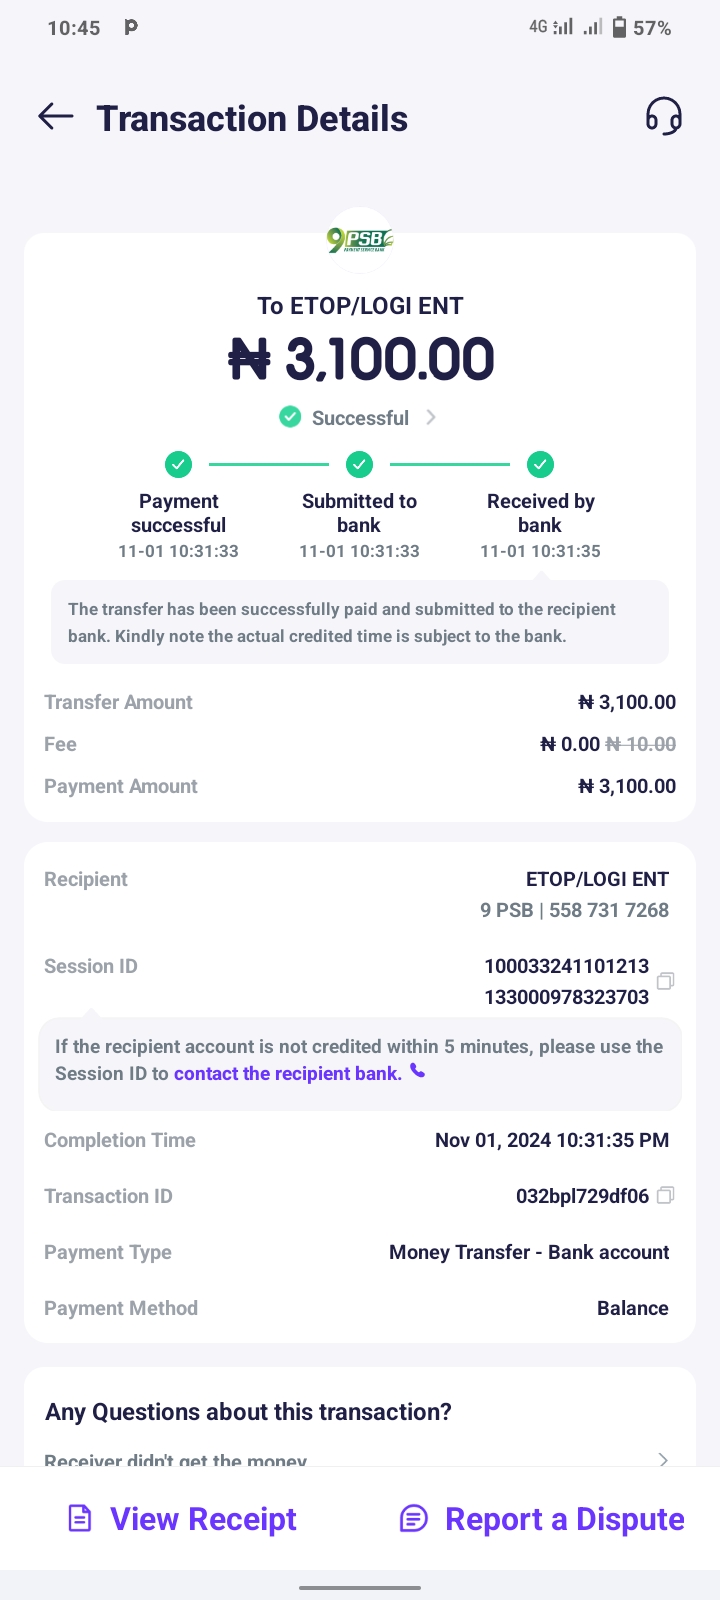 10:45
4G 57%
Transaction Details
9PSB
To ETOP/LOGI ENT
₦ 3,100.00
Successful
Payment successful
Submitted to bank
Received by bank
11-01 10:31:33
11-01 10:31:33
11-01 10:31:35
The transfer has been successfully paid and submitted to the recipient
bank. Kindly note the actual credited time is subject to the bank.
Transfer Amount ₦ 3,100.00
Fee ₦ 0.00 ₦ 10.00
Payment Amount ₦ 3,100.00
Recipient ETOP/LOGI ENT
9 PSB | 558 731 7268
Session ID 100033241101213
133000978323703
If the recipient account is not credited within 5 minutes, please use the
Session ID to contact the recipient bank.
Completion Time Nov 01, 2024 10:31:35 PM
Transaction ID 032bpl729df06
Payment Type Money Transfer - Bank account
Payment Method Balance
Any Questions about this transaction?
Receiver didn't get the money
View Receipt Report a Dispute